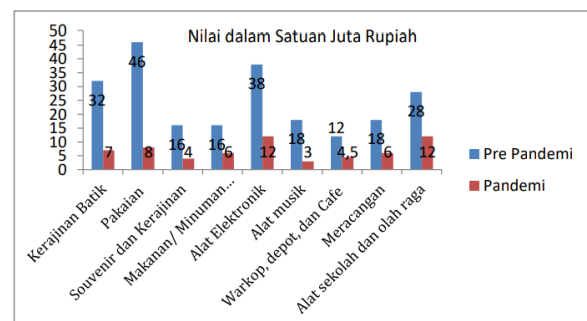 Nilai dalam Satuan Juta Rupiah
50
45
40
35
30
25
20
15
10
5
0
32 7
46 8
16 4
16 6
38 12
18 3
12 4,5
18 6
28 12
Kerajinan Batik
Pakaian
Souvenir dan Kerajinan
Makanan/ Minuman...
Alat Elektronik
Alat musik
Warkop, depot, dan Cafe
Meracangan
Alat sekolah dan olah raga
Pre Pandemi
Pandemi